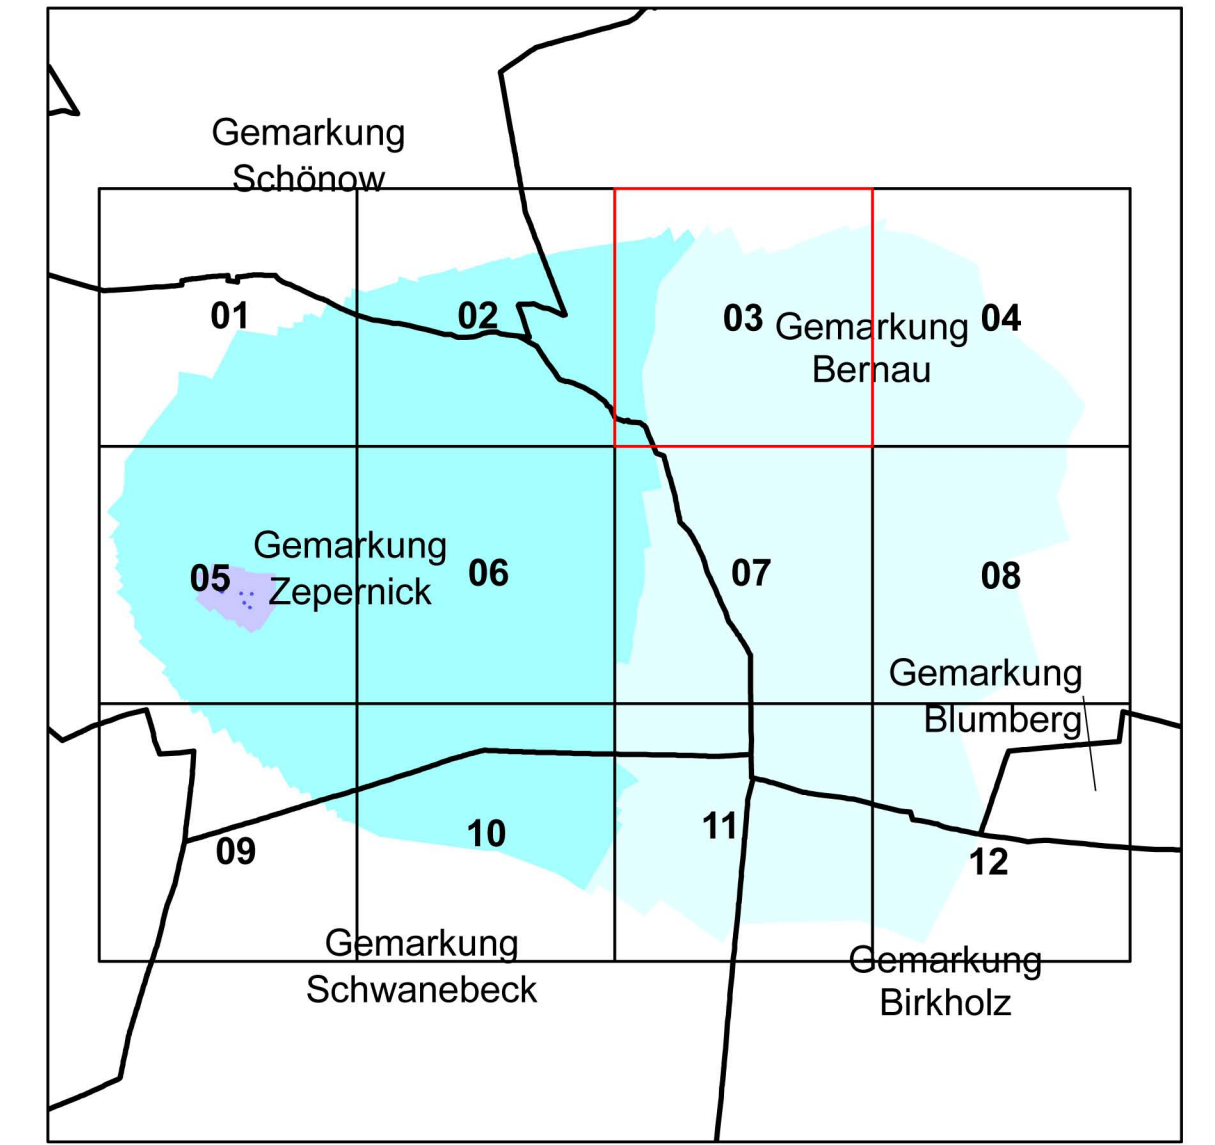 Gemarkung
Schönow
01
02
03
Gemarkung
Bernau
04
05
Gemarkung
Zepernick
06
07
08
Gemarkung
Blumberg
09
10
11
12
Gemarkung
Schwanebeck
Gemarkung
Birkholz